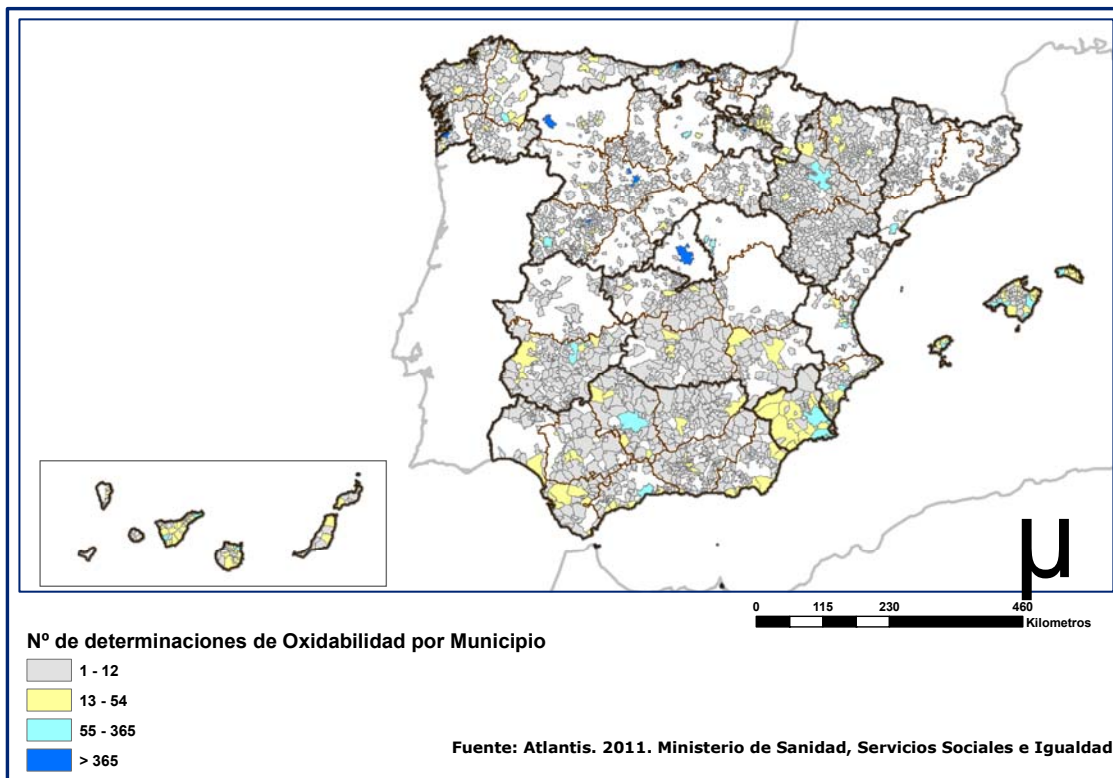 µ
0 115 230 460
Kilometros
Nº de determinaciones de Oxidabilidad por Municipio
1 - 12
13 - 54
55 - 365
> 365
Fuente: Atlantis. 2011. Ministerio de Sanidad, Servicios Sociales e Igualdad